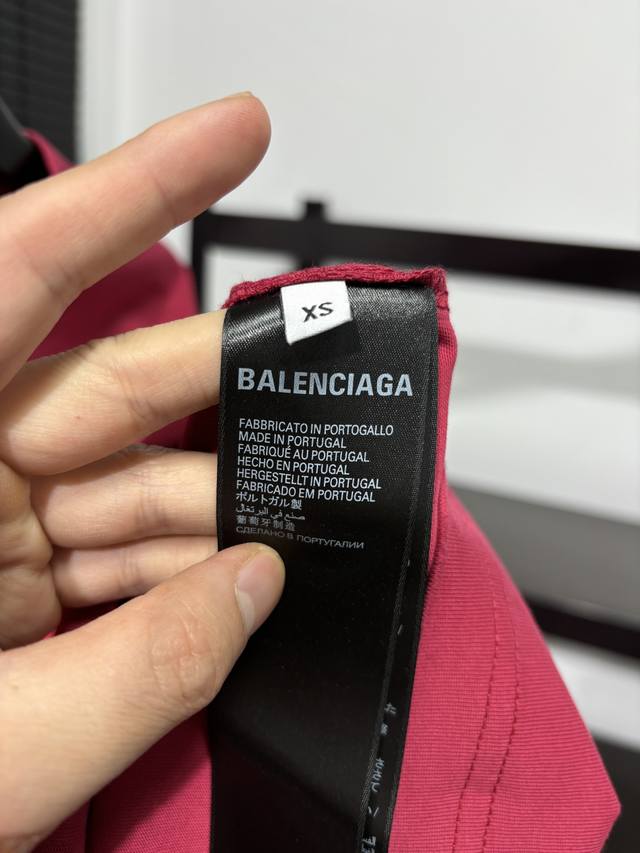 XS
BALENCIAGA
FABBRICATO IN PORTOGALLO
MADE IN PORTUGAL
FABRIQUÉ AU PORTUGAL
HECHO EN PORTUGAL
HERGESTELLT IN PORTUGAL
FABRICADO EM PORTUGAL
ポルトガル製
صنع في البرتغال
葡萄牙制造
СДЕЛАНО В ПОРТУГАЛИИ